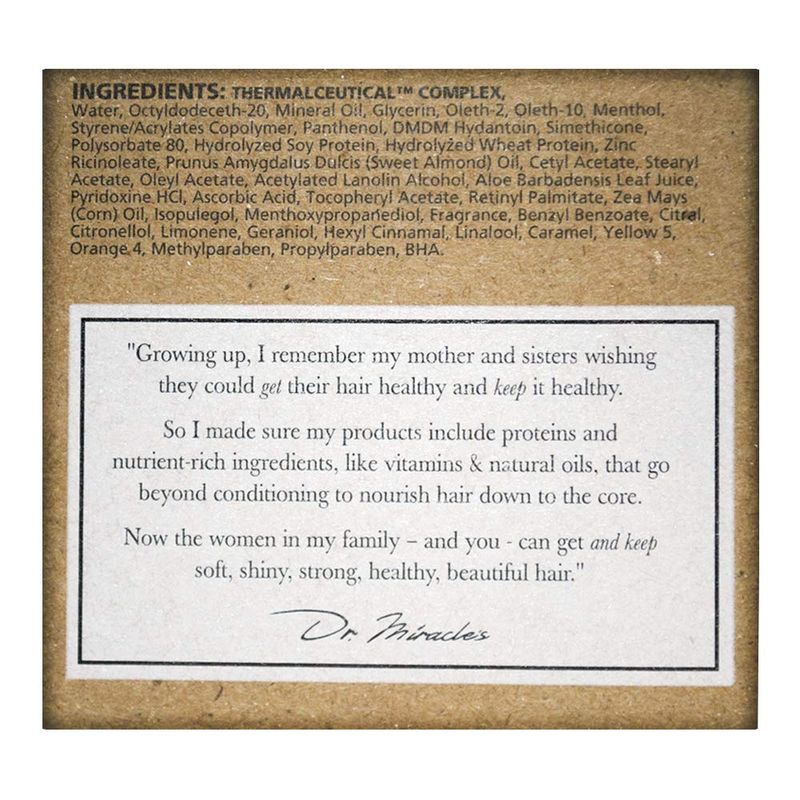 INGREDIENTS: THERMALCEUTICAL™ COMPLEX,
Water, Octyldodeceth-20, Mineral Oil, Glycerin, Oleth-2, Oleth-10, Menthol,
Styrene/Acrylates Copolymer, Panthenol, DMDM Hydantoin, Simethicone,
Polysorbate 80, Hydrolyzed Soy Protein, Hydrolyzed Wheat Protein, Zinc
Ricinoleate, Prunus Amygdalus Dulcis (Sweet Almond) Oil, Cetyl Acetate, Stearyl
Acetate, Oleyl Acetate, Acetylated Lanolin Alcohol, Aloe Barbadensis Leaf Juice,
Pyridoxine HCl, Ascorbic Acid, Tocopheryl Acetate, Retinyl Palmitate, Zea Mays
(Corn) Oil, Isopulegol, Menthoxypropanediol, Fragrance, Benzyl Benzoate, Citral,
Citronellol, Limonene, Geraniol, Hexyl Cinnamal, Linalool, Caramel, Yellow 5,
Orange 4, Methylparaben, Propylparaben, BHA.
"Growing up, I remember my mother and sisters wishing
they could get their hair healthy and keep it healthy.
So I made sure my products include proteins and
nutrient-rich ingredients, like vitamins & natural oils, that go
beyond conditioning to nourish hair down to the core.
Now the women in my family – and you - can get and keep
soft, shiny, strong, healthy, beautiful hair."
Dr. Miracle's